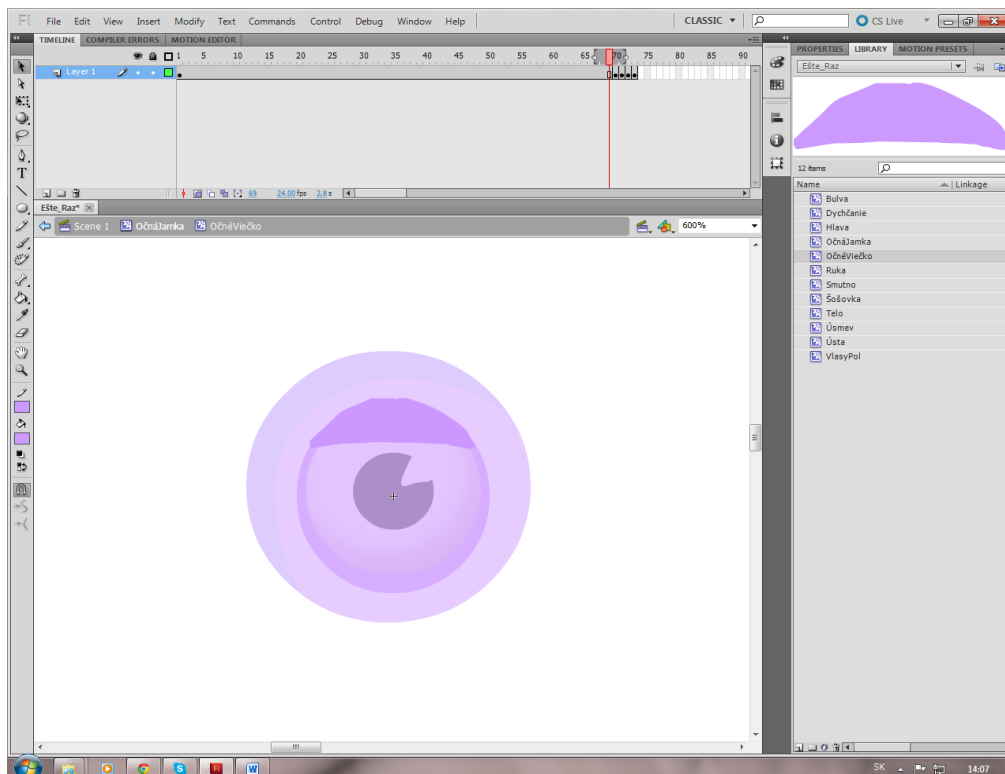 Fl File Edit View Insert Modify Text Commands Control Debug Window Help CLASSIC CS Live
TIMELINE COMPILER ERRORS MOTION EDITOR
1 5 10 15 20 25 30 35 40 45 50 55 60 65 70 75 80 85 90
Layer 1
69 24,00 fps 2,8 s
Ešte_Raz*
Scene 1 OčnáJamka OčnéViečko 600%
PROPERTIES LIBRARY MOTION PRESETS
Ešte_Raz
12 items
Name Linkage
Bulva
Dychčanie
Hlava
OčnáJamka
OčnéViečko
Ruka
Smutno
Šošovka
Telo
Úsmev
Ústa
VlasyPol
T
SK 14:07